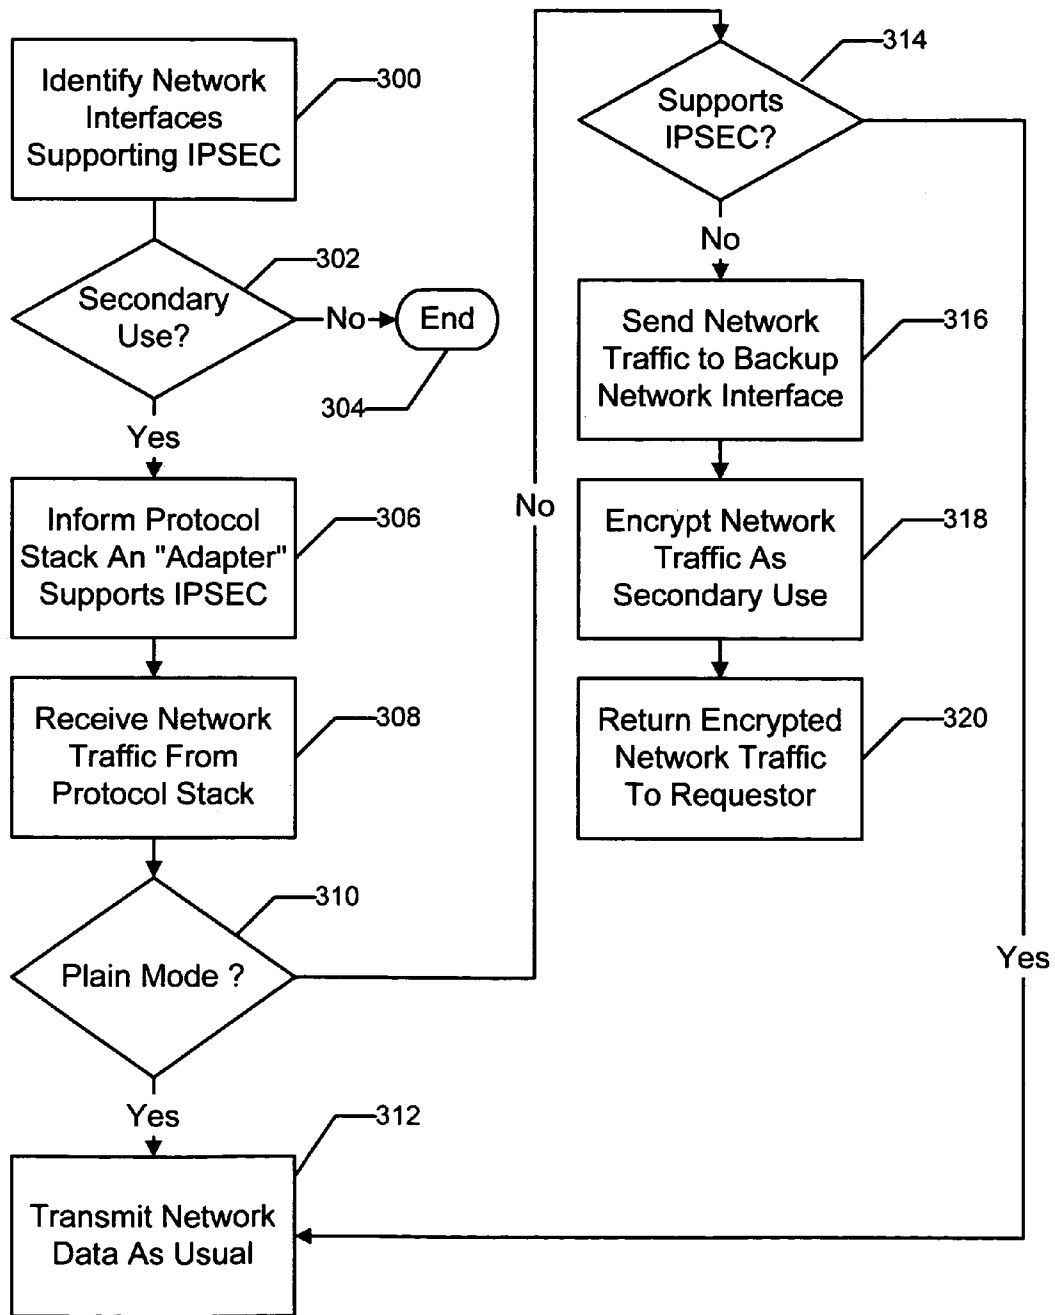 Identify Network
Interfaces
Supporting IPSEC
300
Secondary
Use?
302
No
End
304
Yes
Inform Protocol
Stack An "Adapter"
Supports IPSEC
306
Receive Network
Traffic From
Protocol Stack
308
Plain Mode ?
310
No
Yes
Transmit Network
Data As Usual
312
Supports
IPSEC?
314
No
Yes
Send Network
Traffic to Backup
Network Interface
316
Encrypt Network
Traffic As
Secondary Use
318
Return Encrypted
Network Traffic
To Requestor
320